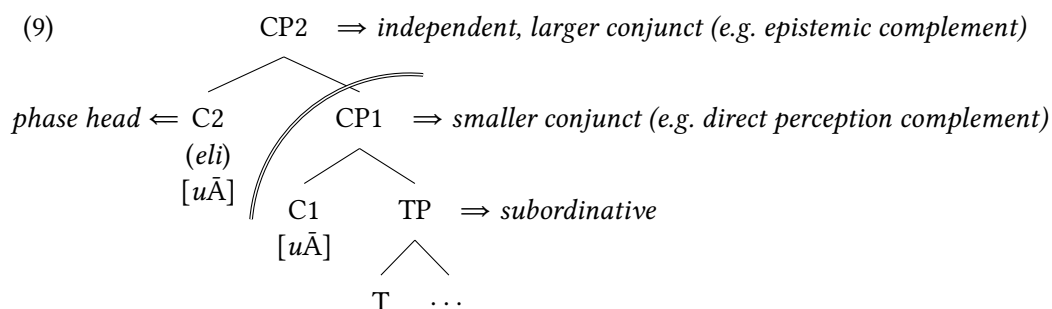 (9) CP2 ⇒ independent, larger conjunct (e.g. epistemic complement)
phase head ⇐ C2 CP1 ⇒ smaller conjunct (e.g. direct perception complement)
(eli)
[uĀ] C1 TP ⇒ subordinative
[uĀ]
T ...